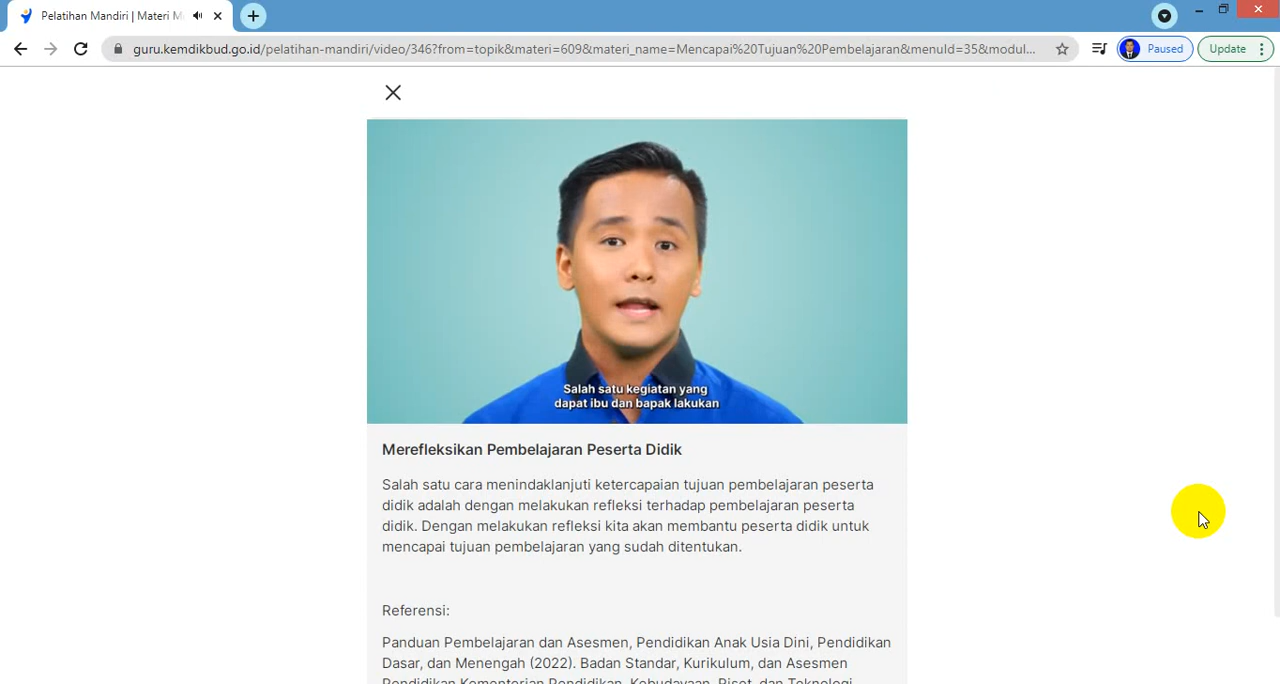 Pelatihan Mandiri | Materi M
guru.kemdikbud.go.id/pelatihan-mandiri/video/346?from=topik&materi=609&materi_name=Mencapai%20Tujuan%20Pembelajaran&menuId=35&modul...
Paused
Update
Salah satu kegiatan yang
dapat ibu dan bapak lakukan
Merefleksikan Pembelajaran Peserta Didik
Salah satu cara menindaklanjuti ketercapaian tujuan pembelajaran peserta
didik adalah dengan melakukan refleksi terhadap pembelajaran peserta
didik. Dengan melakukan refleksi kita akan membantu peserta didik untuk
mencapai tujuan pembelajaran yang sudah ditentukan.
Referensi:
Panduan Pembelajaran dan Asesmen, Pendidikan Anak Usia Dini, Pendidikan
Dasar, dan Menengah (2022). Badan Standar, Kurikulum, dan Asesmen
Pendidikan Kementerian Pendidikan, Kebudayaan, Riset, dan Teknologi